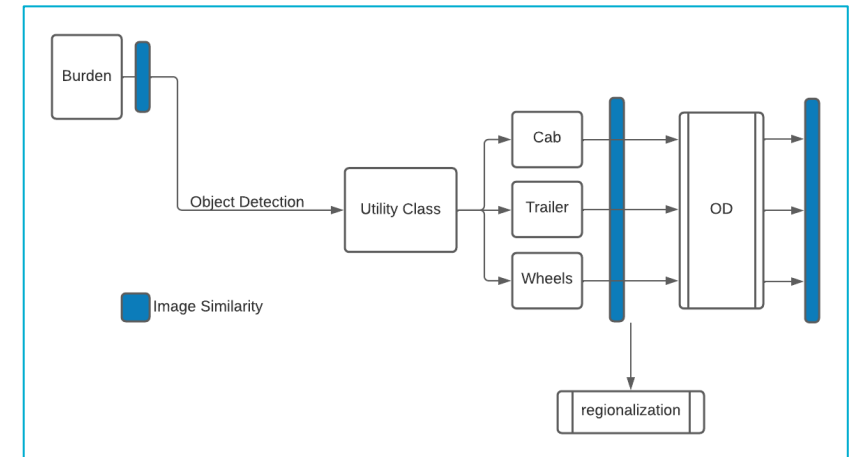 Burden
Cab
Object Detection
Utility Class
Trailer
OD
Wheels
Image Similarity
regionalization